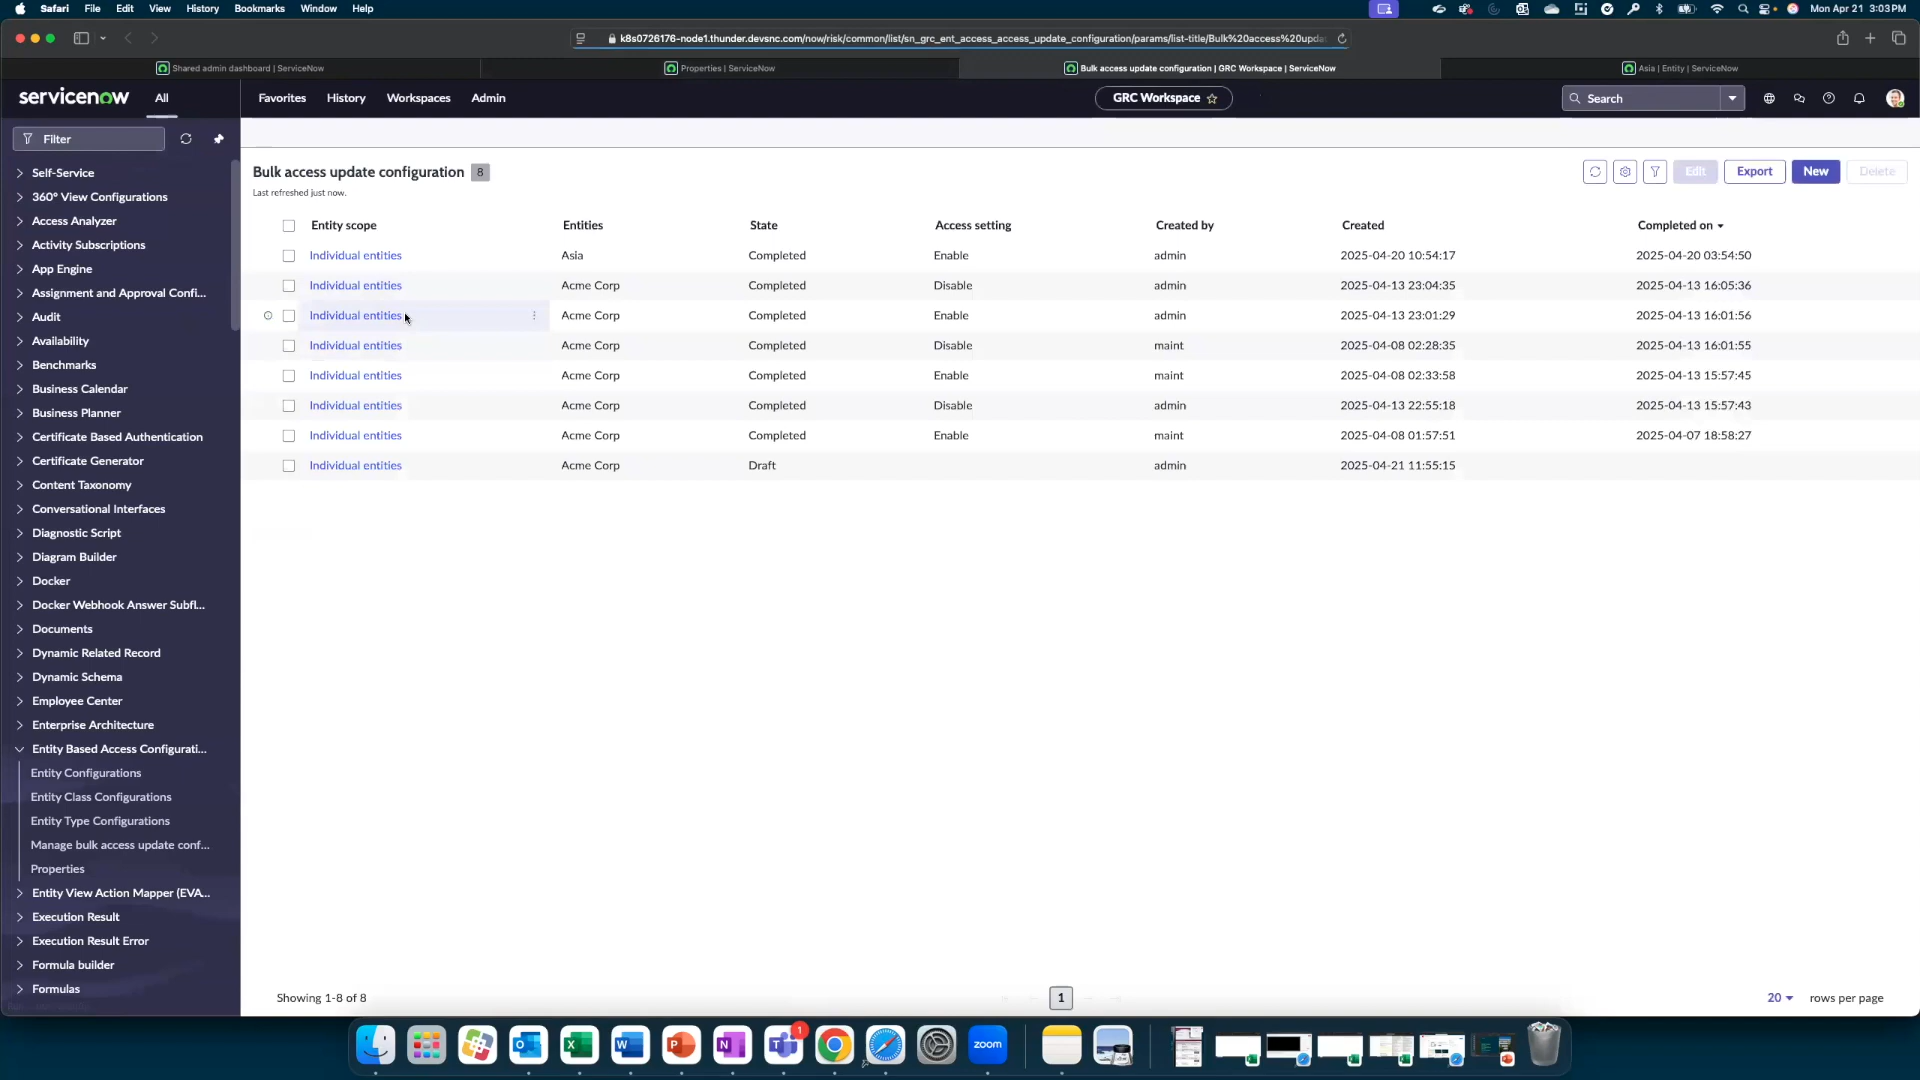 Safari File Edit View History Bookmarks Window Help Mon Apr 21 3:03 PM
k8s0726176-node1.thunder.devsnc.com/now/risk/common/list/sn_grc_ent_access_access_update_configuration/params/list-title/Bulk%20access%20upda
Shared admin dashboard | ServiceNow Properties | ServiceNow Bulk access update configuration | GRC Workspace | ServiceNow Asia | Entity | ServiceNow
servicenow All Favorites History Workspaces Admin GRC Workspace Search
Filter
Self-Service
360° View Configurations
Access Analyzer
Activity Subscriptions
App Engine
Assignment and Approval Confi...
Audit
Availability
Benchmarks
Business Calendar
Business Planner
Certificate Based Authentication
Certificate Generator
Content Taxonomy
Conversational Interfaces
Diagnostic Script
Diagram Builder
Docker
Docker Webhook Answer Subfl...
Documents
Dynamic Related Record
Dynamic Schema
Employee Center
Enterprise Architecture
Entity Based Access Configurati...
Entity Configurations
Entity Class Configurations
Entity Type Configurations
Manage bulk access update conf...
Properties
Entity View Action Mapper (EVA...
Execution Result
Execution Result Error
Formula builder
Formulas
Bulk access update configuration 8
Last refreshed just now.
Edit Export New Delete
Entity scope Entities State Access setting Created by Created Completed on
Individual entities Asia Completed Enable admin 2025-04-20 10:54:17 2025-04-20 03:54:50
Individual entities Acme Corp Completed Disable admin 2025-04-13 23:04:35 2025-04-13 16:05:36
Individual entities Acme Corp Completed Enable admin 2025-04-13 23:01:29 2025-04-13 16:01:56
Individual entities Acme Corp Completed Disable maint 2025-04-08 02:28:35 2025-04-13 16:01:55
Individual entities Acme Corp Completed Enable maint 2025-04-08 02:33:58 2025-04-13 15:57:45
Individual entities Acme Corp Completed Disable admin 2025-04-13 22:55:18 2025-04-13 15:57:43
Individual entities Acme Corp Completed Enable maint 2025-04-08 01:57:51 2025-04-07 18:58:27
Individual entities Acme Corp Draft admin 2025-04-21 11:55:15
Showing 1-8 of 8 1 20 rows per page
1
zoom